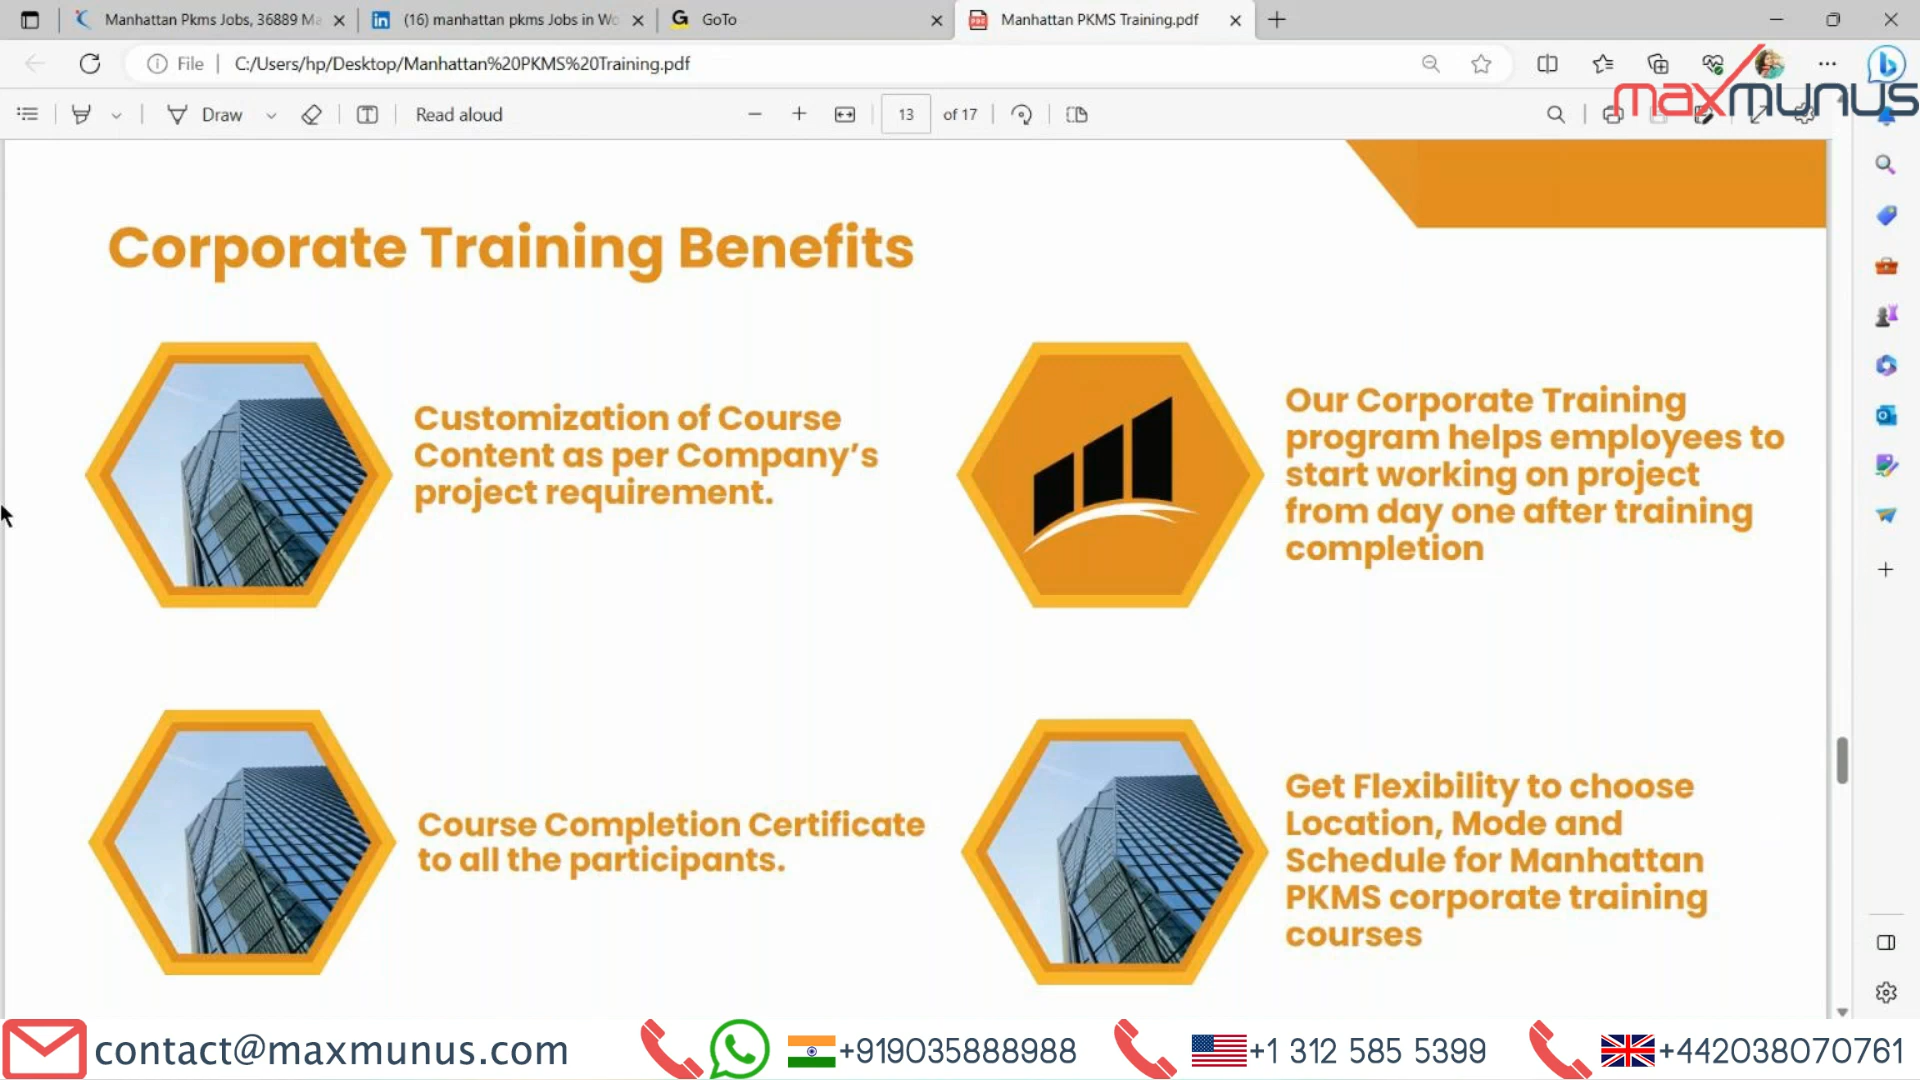 Manhattan Pkms Jobs, 36889 Ma
(16) manhattan pkms Jobs in Wo
GoTo
Manhattan PKMS Training.pdf
File
C:/Users/hp/Desktop/Manhattan%20PKMS%20Training.pdf
maxmunus
Draw
Read aloud
13 of 17
Corporate Training Benefits
Customization of Course
Content as per Company’s
project requirement.
Our Corporate Training
program helps employees to
start working on project
from day one after training
completion
Course Completion Certificate
to all the participants.
Get Flexibility to choose
Location, Mode and
Schedule for Manhattan
PKMS corporate training
courses
contact@maxmunus.com
+919035888988
+1 312 585 5399
+442038070761